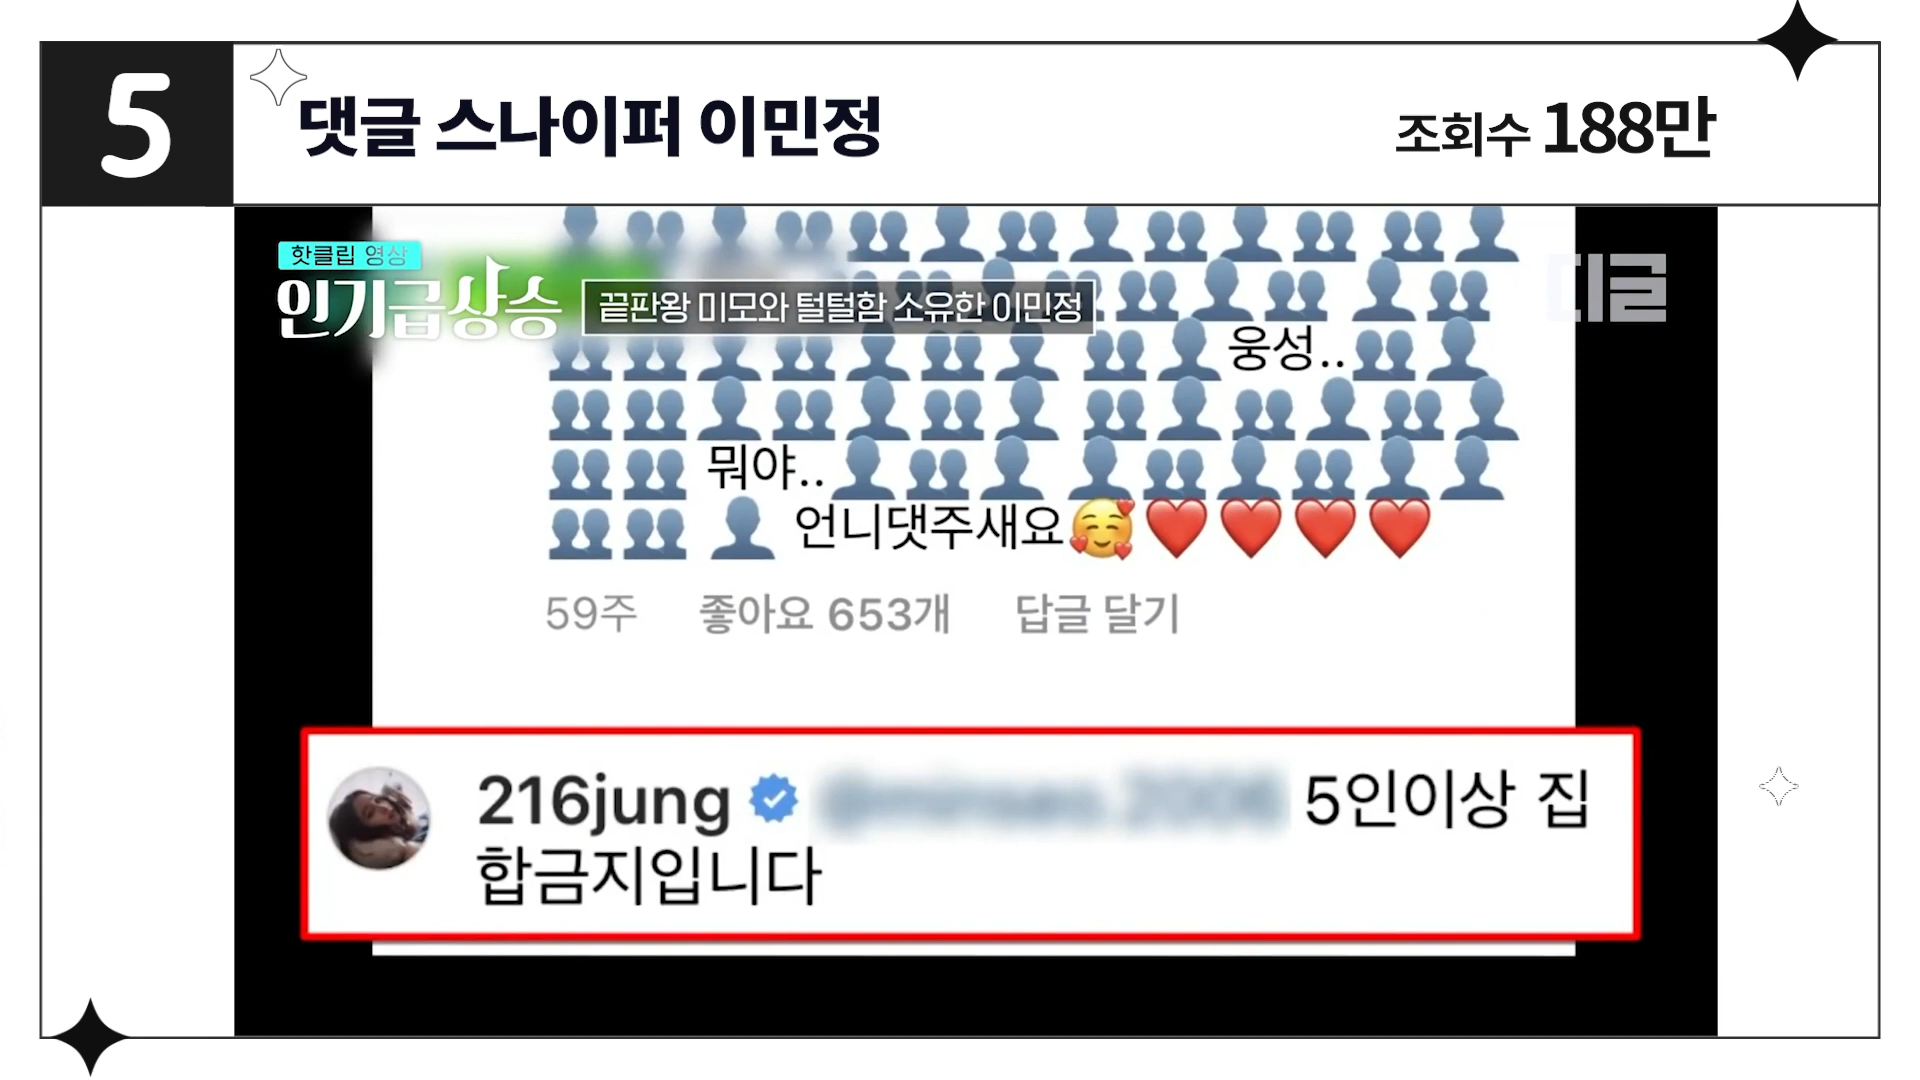 5
댓글 스나이퍼 이민정
조회수 188만
핫클립 영상
인기급상승
끝판왕 미모와 털털함 소유한 이민정
디글
웅성..
뭐야..
언니댓주새요
59주 좋아요 653개 답글 달기
216jung 5인이상 집
합금지입니다